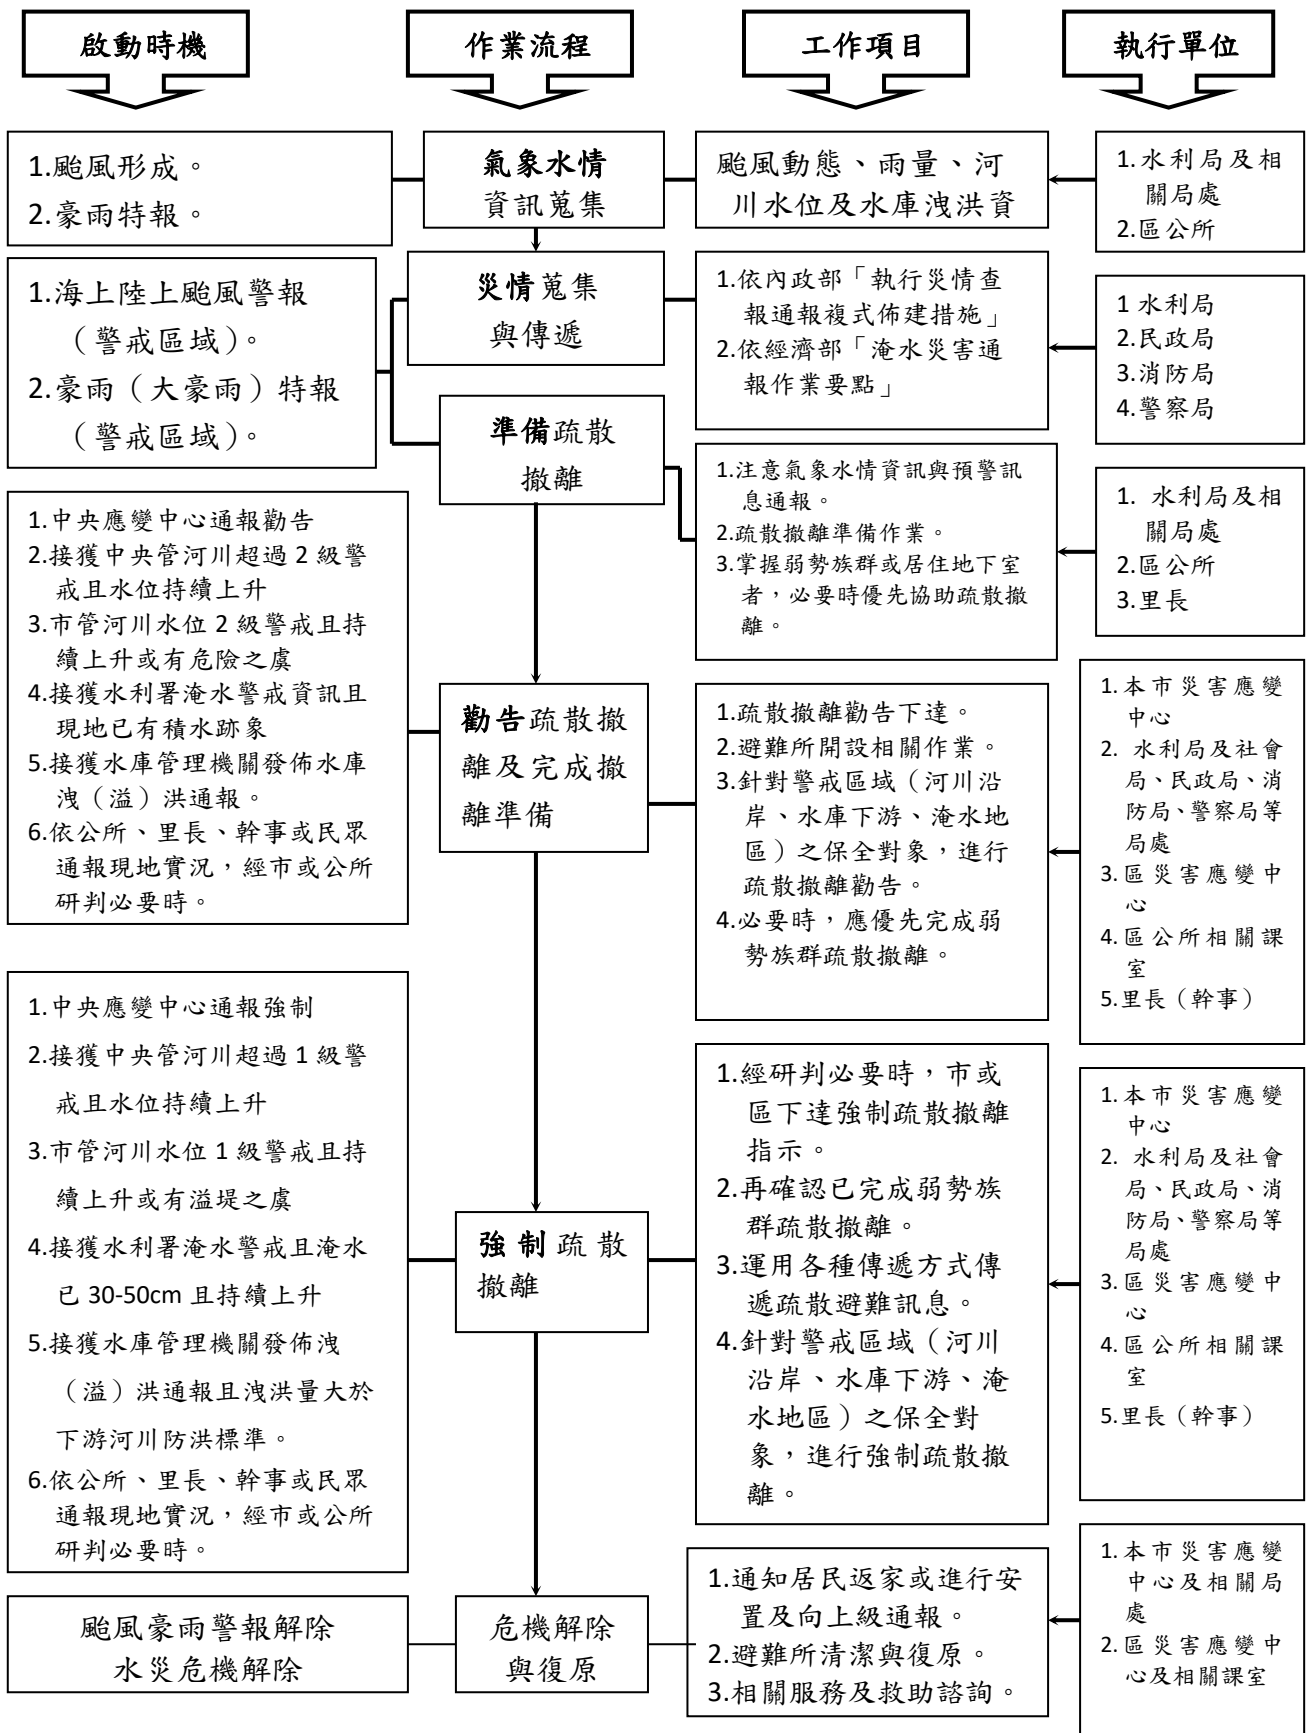 啟動時機
作業流程
工作項目
執行單位
1.颱風形成。
2.豪雨特報。
氣象水情
資訊蒐集
颱風動態、雨量、河
川水位及水庫洩洪資
1.水利局及相
關局處
2.區公所
1.海上陸上颱風警報
（警戒區域）。
2.豪雨（大豪雨）特報
（警戒區域）。
災情蒐集
與傳遞
1.依內政部「執行災情查
報通報複式佈建措施」
2.依經濟部「淹水災害通
報作業要點」
1 水利局
2.民政局
3.消防局
4.警察局
準備疏散
撤離
1.注意氣象水情資訊與預警訊
息通報。
2.疏散撤離準備作業。
3.掌握弱勢族群或居住地下室
者，必要時優先協助疏散撤
離。
1. 水利局及相
關局處
2.區公所
3.里長
1.中央應變中心通報勸告
2.接獲中央管河川超過 2 級警
戒且水位持續上升
3.市管河川水位 2 級警戒且持
續上升或有危險之虞
4.接獲水利署淹水警戒資訊且
現地已有積水跡象
5.接獲水庫管理機關發佈水庫
洩（溢）洪通報。
6.依公所、里長、幹事或民眾
通報現地實況，經市或公所
研判必要時。
勸告疏散撤
離及完成撤
離準備
1.疏散撤離勸告下達。
2.避難所開設相關作業。
3.針對警戒區域（河川沿
岸、水庫下游、淹水地
區）之保全對象，進行
疏散撤離勸告。
4.必要時，應優先完成弱
勢族群疏散撤離。
1.本市災害應變
中心
2. 水利局及社會
局、民政局、消
防局、警察局等
局處
3.區災害應變中
心
4.區公所相關課
室
5.里長（幹事）
1.中央應變中心通報強制
2.接獲中央管河川超過 1 級警
戒且水位持續上升
3.市管河川水位 1 級警戒且持
續上升或有溢堤之虞
4.接獲水利署淹水警戒且淹水
已 30-50cm 且持續上升
5.接獲水庫管理機關發佈洩
（溢）洪通報且洩洪量大於
下游河川防洪標準。
6.依公所、里長、幹事或民眾
通報現地實況，經市或公所
研判必要時。
強制疏散
撤離
1.經研判必要時，市或
區下達強制疏散撤離
指示。
2.再確認已完成弱勢族
群疏散撤離。
3.運用各種傳遞方式傳
遞疏散避難訊息。
4.針對警戒區域（河川
沿岸、水庫下游、淹
水地區）之保全對
象，進行強制疏散撤
離。
1.本市災害應變
中心
2. 水利局及社會
局、民政局、消
防局、警察局等
局處
3.區災害應變中
心
4.區公所相關課
室
5.里長（幹事）
颱風豪雨警報解除
水災危機解除
危機解除
與復原
1.通知居民返家或進行安
置及向上級通報。
2.避難所清潔與復原。
3.相關服務及救助諮詢。
1.本市災害應變
中心及相關局
處
2.區災害應變中
心及相關課室